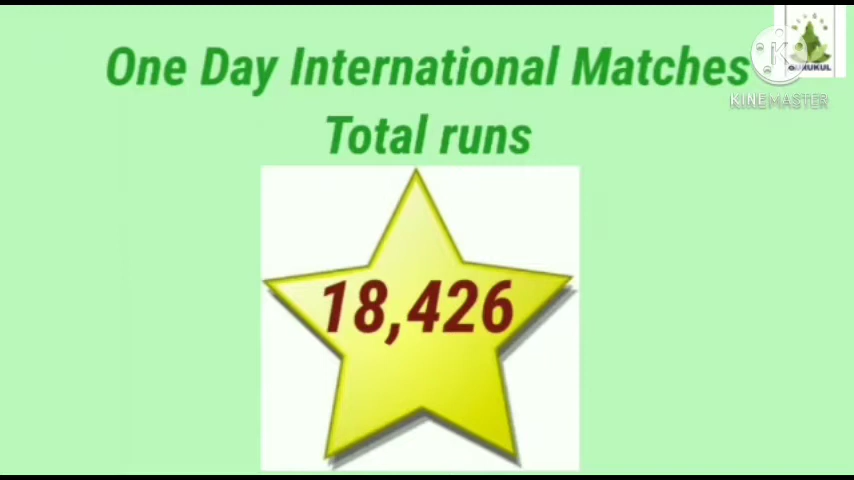 One Day International Matches
Total runs
18,426
KINEMASTER